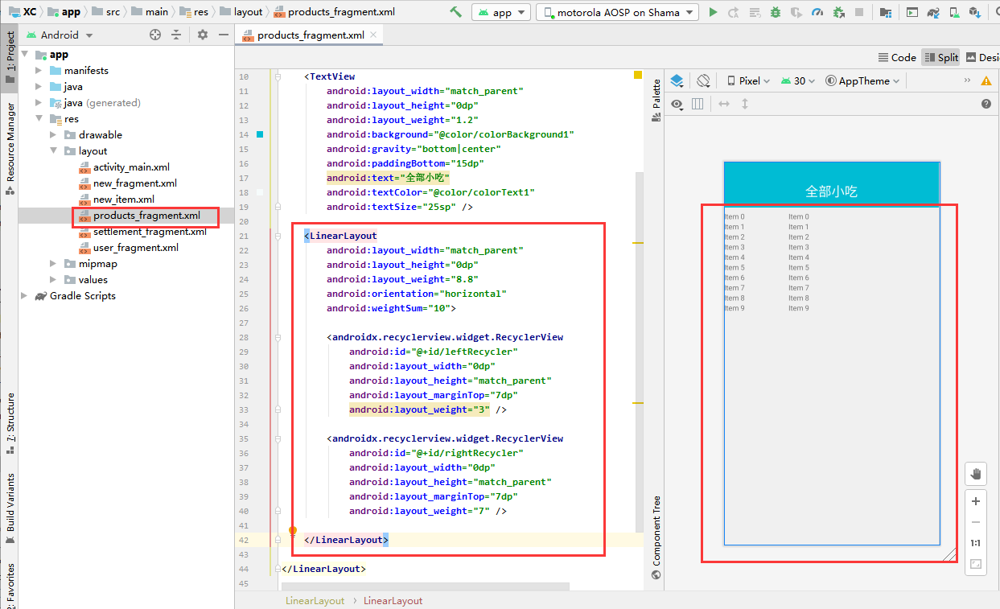 XC app src main res layout products_fragment.xml app motorola AOSP on Shama
1: Project
Resource Manager
7: Structure
Build Variants
2: Favorites
Android
app
manifests
java
java (generated)
res
drawable
layout
activity_main.xml
new_fragment.xml
new_item.xml
products_fragment.xml
settlement_fragment.xml
user_fragment.xml
mipmap
values
Gradle Scripts
products_fragment.xml
Code Split Desi
10 <TextView
11 android:layout_width="match_parent"
12 android:layout_height="0dp"
13 android:layout_weight="1.2"
14 android:background="@color/colorBackground1"
15 android:gravity="bottom|center"
16 android:paddingBottom="15dp"
17 android:text="全部小吃"
18 android:textColor="@color/colorText1"
19 android:textSize="25sp" />
20
21 <LinearLayout
22 android:layout_width="match_parent"
23 android:layout_height="0dp"
24 android:layout_weight="8.8"
25 android:orientation="horizontal"
26 android:weightSum="10">
27
28 <androidx.recyclerview.widget.RecyclerView
29 android:id="@+id/leftRecycler"
30 android:layout_width="0dp"
31 android:layout_height="match_parent"
32 android:layout_marginTop="7dp"
33 android:layout_weight="3" />
34
35 <androidx.recyclerview.widget.RecyclerView
36 android:id="@+id/rightRecycler"
37 android:layout_width="0dp"
38 android:layout_height="match_parent"
39 android:layout_marginTop="7dp"
40 android:layout_weight="7" />
41
42 </LinearLayout>
43
44 </LinearLayout>
45
LinearLayout › LinearLayout
Palette
Component Tree
Pixel 30 AppTheme
全部小吃
Item 0 Item 0
Item 1 Item 1
Item 2 Item 2
Item 3 Item 3
Item 4 Item 4
Item 5 Item 5
Item 6 Item 6
Item 7 Item 7
Item 8 Item 8
Item 9 Item 9
1:1